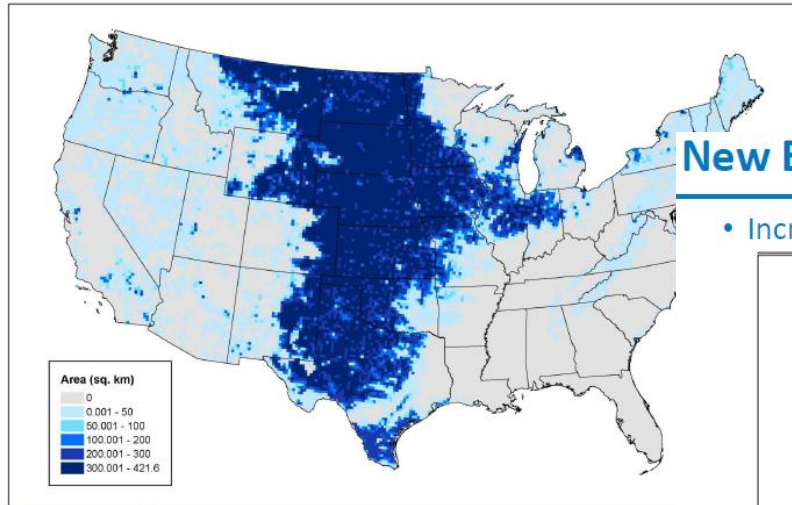 New E
• Incr
Area (sq. km)
0
0.001 - 50
50.001 - 100
100.001 - 200
200.001 - 300
300.001 - 421.6